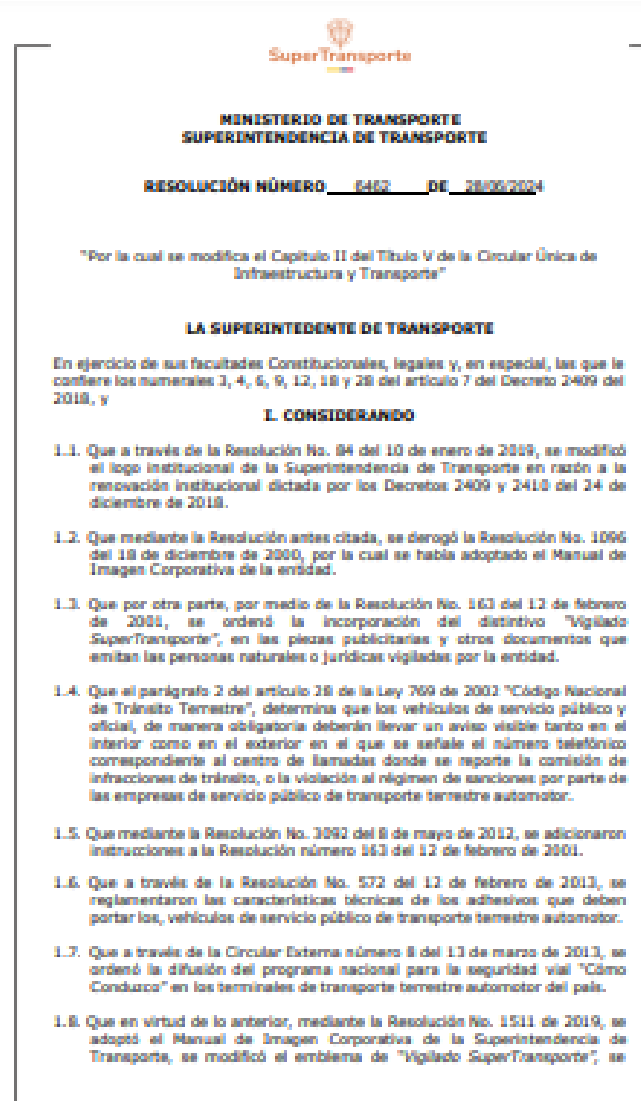 SuperTransporte
MINISTERIO DE TRANSPORTE
SUPERINTENDENCIA DE TRANSPORTE
RESOLUCIÓN NÚMERO 6462 DE 28/06/2024
"Por la cual se modifica el Capítulo II del Título V de la Circular Única de
Infraestructura y Transporte"
LA SUPERINTEDENTE DE TRANSPORTE
En ejercicio de sus facultades Constitucionales, legales y, en especial, las que le
confiere los numerales 3, 4, 6, 9, 12, 18 y 28 del artículo 7 del Decreto 2409 del
2018, y
I. CONSIDERANDO
1.1. Que a través de la Resolución No. 84 del 10 de enero de 2019, se modificó
el logo institucional de la Superintendencia de Transporte en razón a la
renovación institucional dictada por los Decretos 2409 y 2410 del 24 de
diciembre de 2018.
1.2. Que mediante la Resolución antes citada, se derogó la Resolución No. 1096
del 18 de diciembre de 2000, por la cual se había adoptado el Manual de
Imagen Corporativa de la entidad.
1.3. Que por otra parte, por medio de la Resolución No. 163 del 12 de febrero
de 2001, se ordenó la incorporación del distintivo "Vigilado
SuperTransporte", en las piezas publicitarias y otros documentos que
emitan las personas naturales o jurídicas vigiladas por la entidad.
1.4. Que el parágrafo 2 del artículo 28 de la Ley 769 de 2002 "Código Nacional
de Tránsito Terrestre", determina que los vehículos de servicio público y
oficial, de manera obligatoria deberán llevar un aviso visible tanto en el
interior como en el exterior en el que se señale el número telefónico
correspondiente al centro de llamadas donde se reporte la comisión de
infracciones de tránsito, o la violación al régimen de sanciones por parte de
las empresas de servicio público de transporte terrestre automotor.
1.5. Que mediante la Resolución No. 3092 del 8 de mayo de 2012, se adicionaron
instrucciones a la Resolución número 163 del 12 de febrero de 2001.
1.6. Que a través de la Resolución No. 572 del 12 de febrero de 2013, se
reglamentaron las características técnicas de los adhesivos que deben
portar los, vehículos de servicio público de transporte terrestre automotor.
1.7. Que a través de la Circular Externa número 8 del 13 de marzo de 2013, se
ordenó la difusión del programa nacional para la seguridad vial "Cómo
Conduzco" en los terminales de transporte terrestre automotor del país.
1.8. Que en virtud de lo anterior, mediante la Resolución No. 1511 de 2019, se
adoptó el Manual de Imagen Corporativa de la Superintendencia de
Transporte, se modificó el emblema de "Vigilado SuperTransporte", se